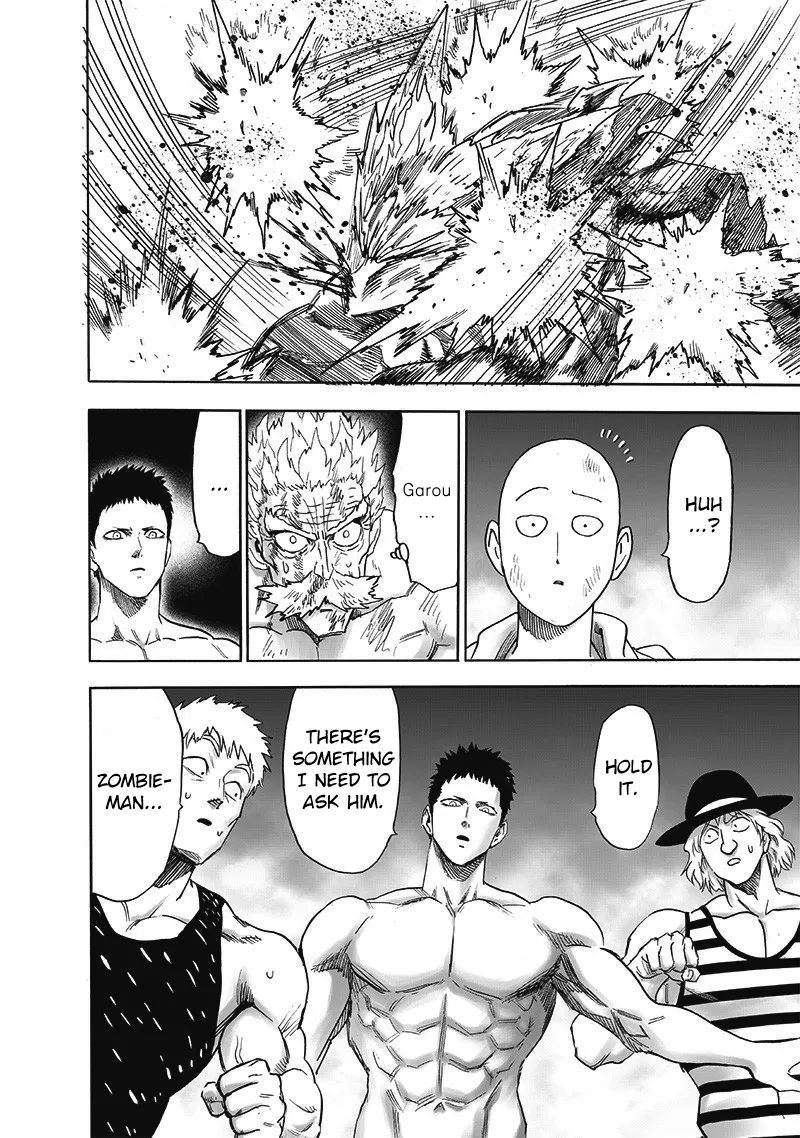 HUH
...?
Garou
...
...
HOLD
IT.
THERE'S
SOMETHING
I NEED TO
ASK HIM.
ZOMBIE-
MAN...